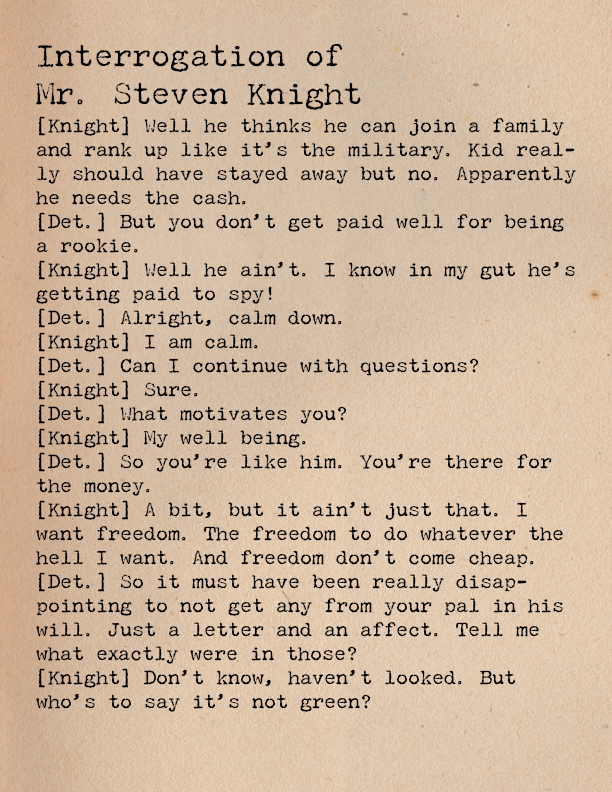 Interrogation of
Mr. Steven Knight
[Knight] Well he thinks he can join a family
and rank up like it's the military. Kid real-
ly should have stayed away but no. Apparently
he needs the cash.
[Det.] But you don't get paid well for being
a rookie.
[Knight] Well he ain't. I know in my gut he's
getting paid to spy!
[Det.] Alright, calm down.
[Knight] I am calm.
[Det.] Can I continue with questions?
[Knight] Sure.
[Det.] What motivates you?
[Knight] My well being.
[Det.] So you're like him. You're there for
the money.
[Knight] A bit, but it ain't just that. I
want freedom. The freedom to do whatever the
hell I want. And freedom don't come cheap.
[Det.] So it must have been really disap-
pointing to not get any from your pal in his
will. Just a letter and an affect. Tell me
what exactly were in those?
[Knight] Don't know, haven't looked. But
who's to say it's not green?